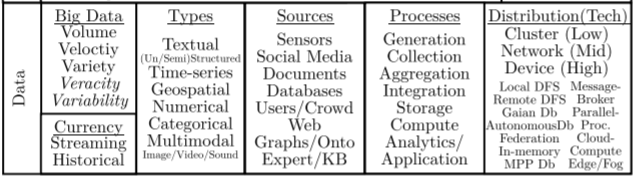 Data
Big Data
Volume
Veloctiy
Variety
Veracity
Variability
Currency
Streaming
Historical
Types
Textual
(Un/Semi)Structured
Time-series
Geospatial
Numerical
Categorical
Multimodal
Image/Video/Sound
Sources
Sensors
Social Media
Documents
Databases
Users/Crowd
Web
Graphs/Onto
Expert/KB
Processes
Generation
Collection
Aggregation
Integration
Storage
Compute
Analytics/
Application
Distribution(Tech)
Cluster (Low)
Network (Mid)
Device (High)
Local DFS Message-
Remote DFS Broker
Gaian Db Parallel-
AutonomousDb Proc.
Federation Cloud-
In-memory Compute
MPP Db Edge/Fog